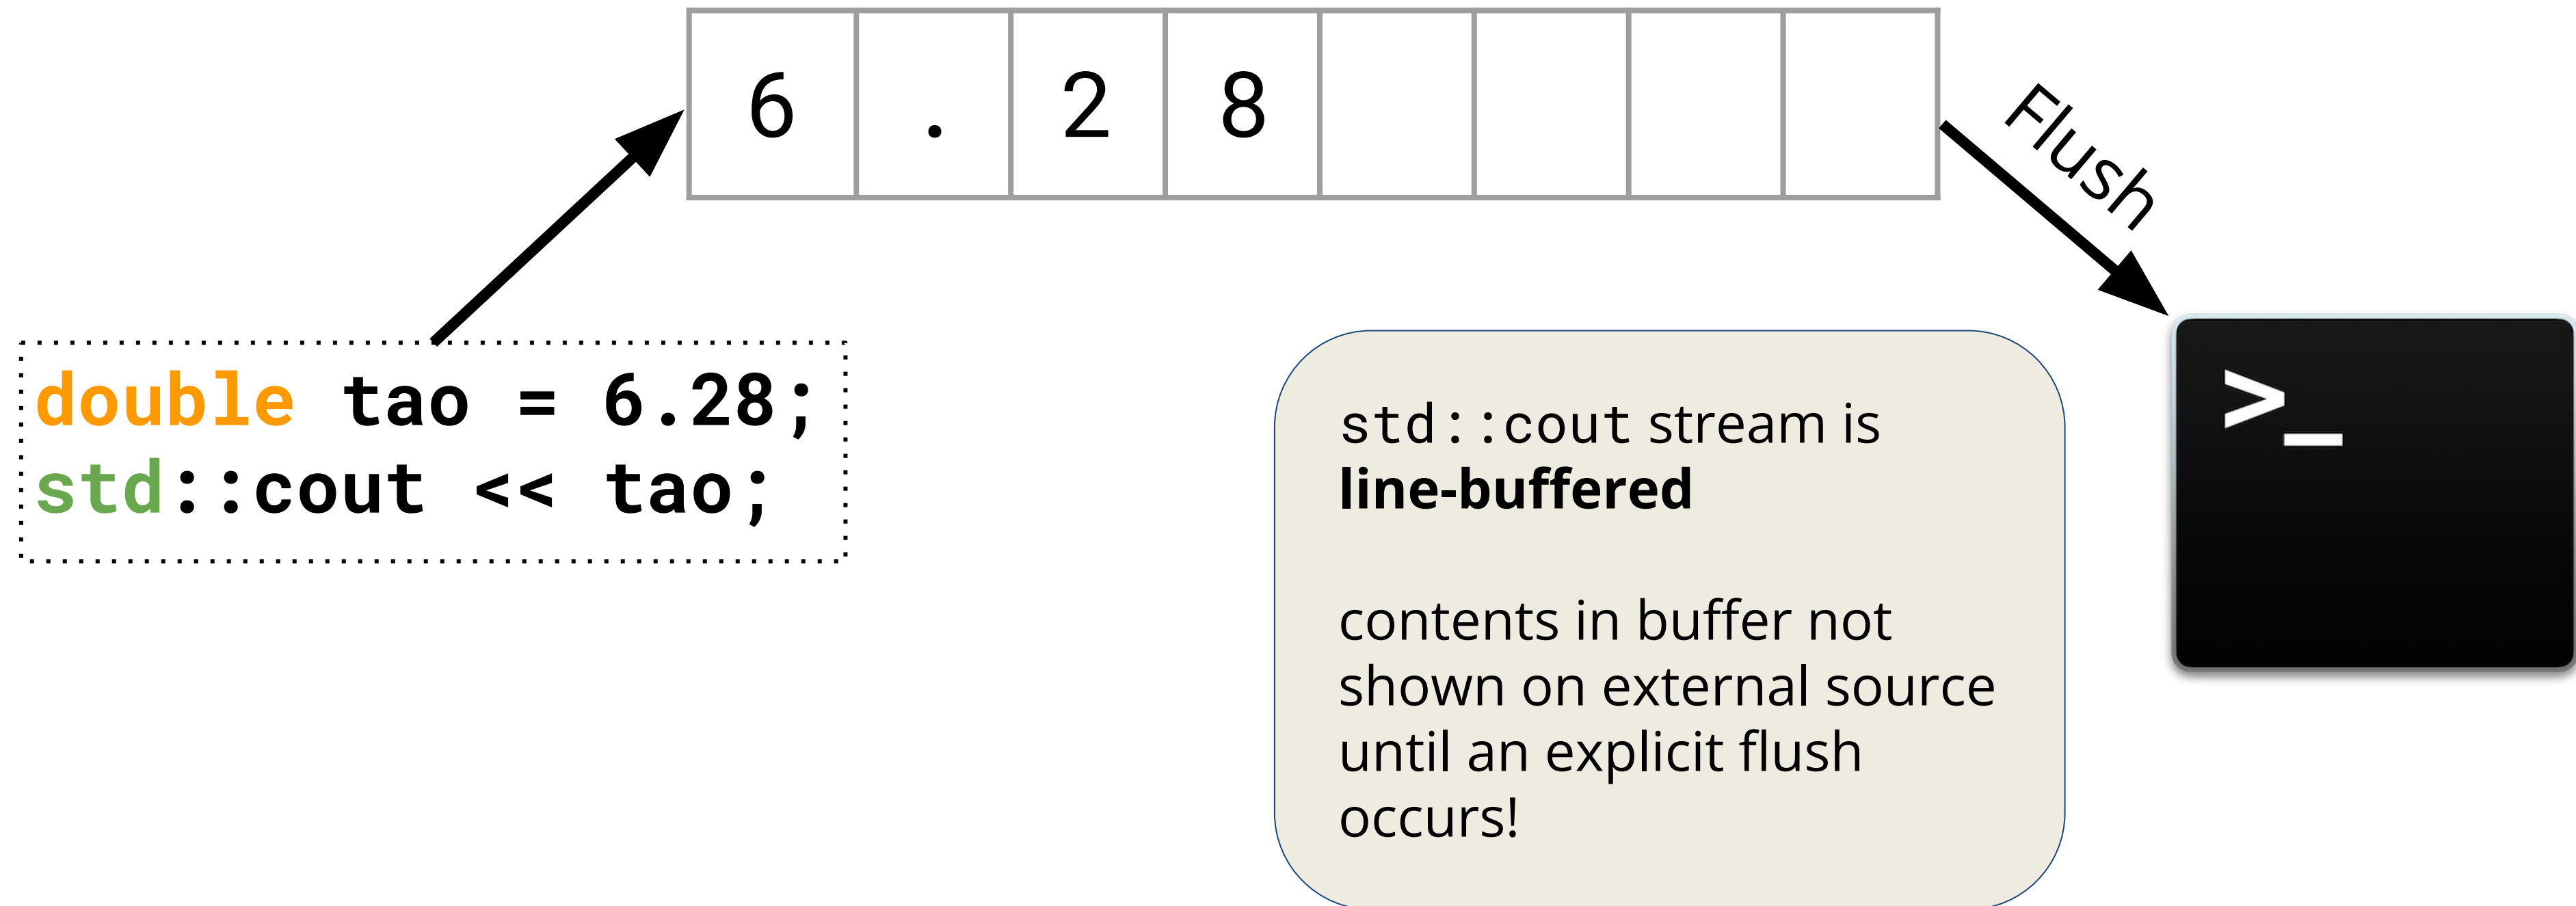 6 . 2 8
Flush
double tao = 6.28;
std::cout << tao;
std::cout stream is
line-buffered
contents in buffer not
shown on external source
until an explicit flush
occurs!
>_